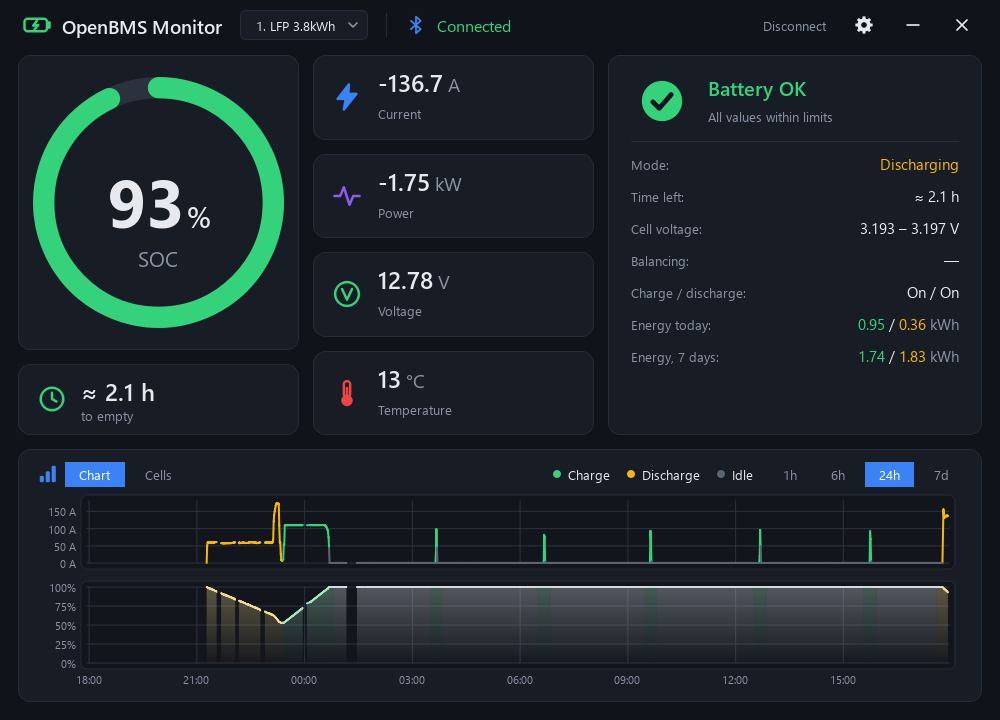 OpenBMS Monitor
1. LFP 3.8kWh
Connected
Disconnect
93 %
SOC
≈ 2.1 h
to empty
-136.7 A
Current
-1.75 kW
Power
12.78 V
Voltage
13 °C
Temperature
Battery OK
All values within limits
Mode: Discharging
Time left: ≈ 2.1 h
Cell voltage: 3.193 – 3.197 V
Balancing: —
Charge / discharge: On / On
Energy today: 0.95 / 0.36 kWh
Energy, 7 days: 1.74 / 1.83 kWh
Chart Cells
Charge Discharge Idle 1h 6h 24h 7d
150 A
100 A
50 A
0 A
100%
75%
50%
25%
0%
18:00 21:00 00:00 03:00 06:00 09:00 12:00 15:00